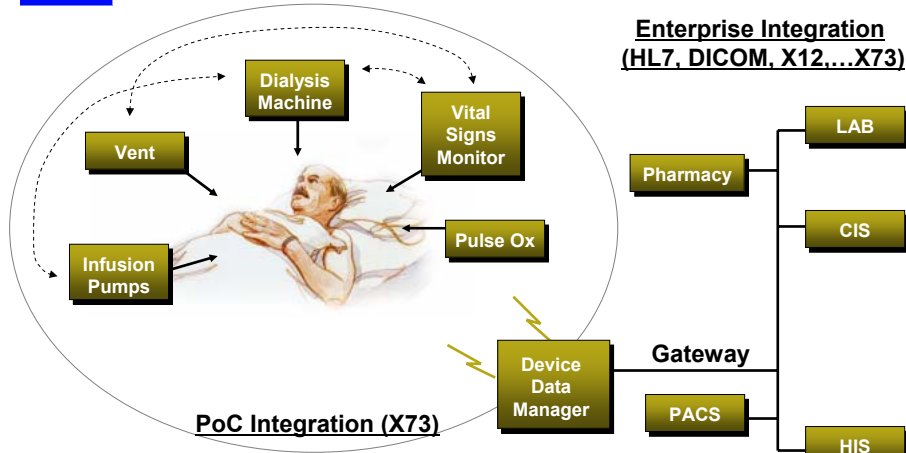 Enterprise Integration
(HL7, DICOM, X12,...X73)
Dialysis
Machine
Vital
Signs
Monitor
Vent
LAB
Pharmacy
CIS
Pulse Ox
Infusion
Pumps
Device
Data
Manager
Gateway
PACS
PoC Integration (X73)
HIS